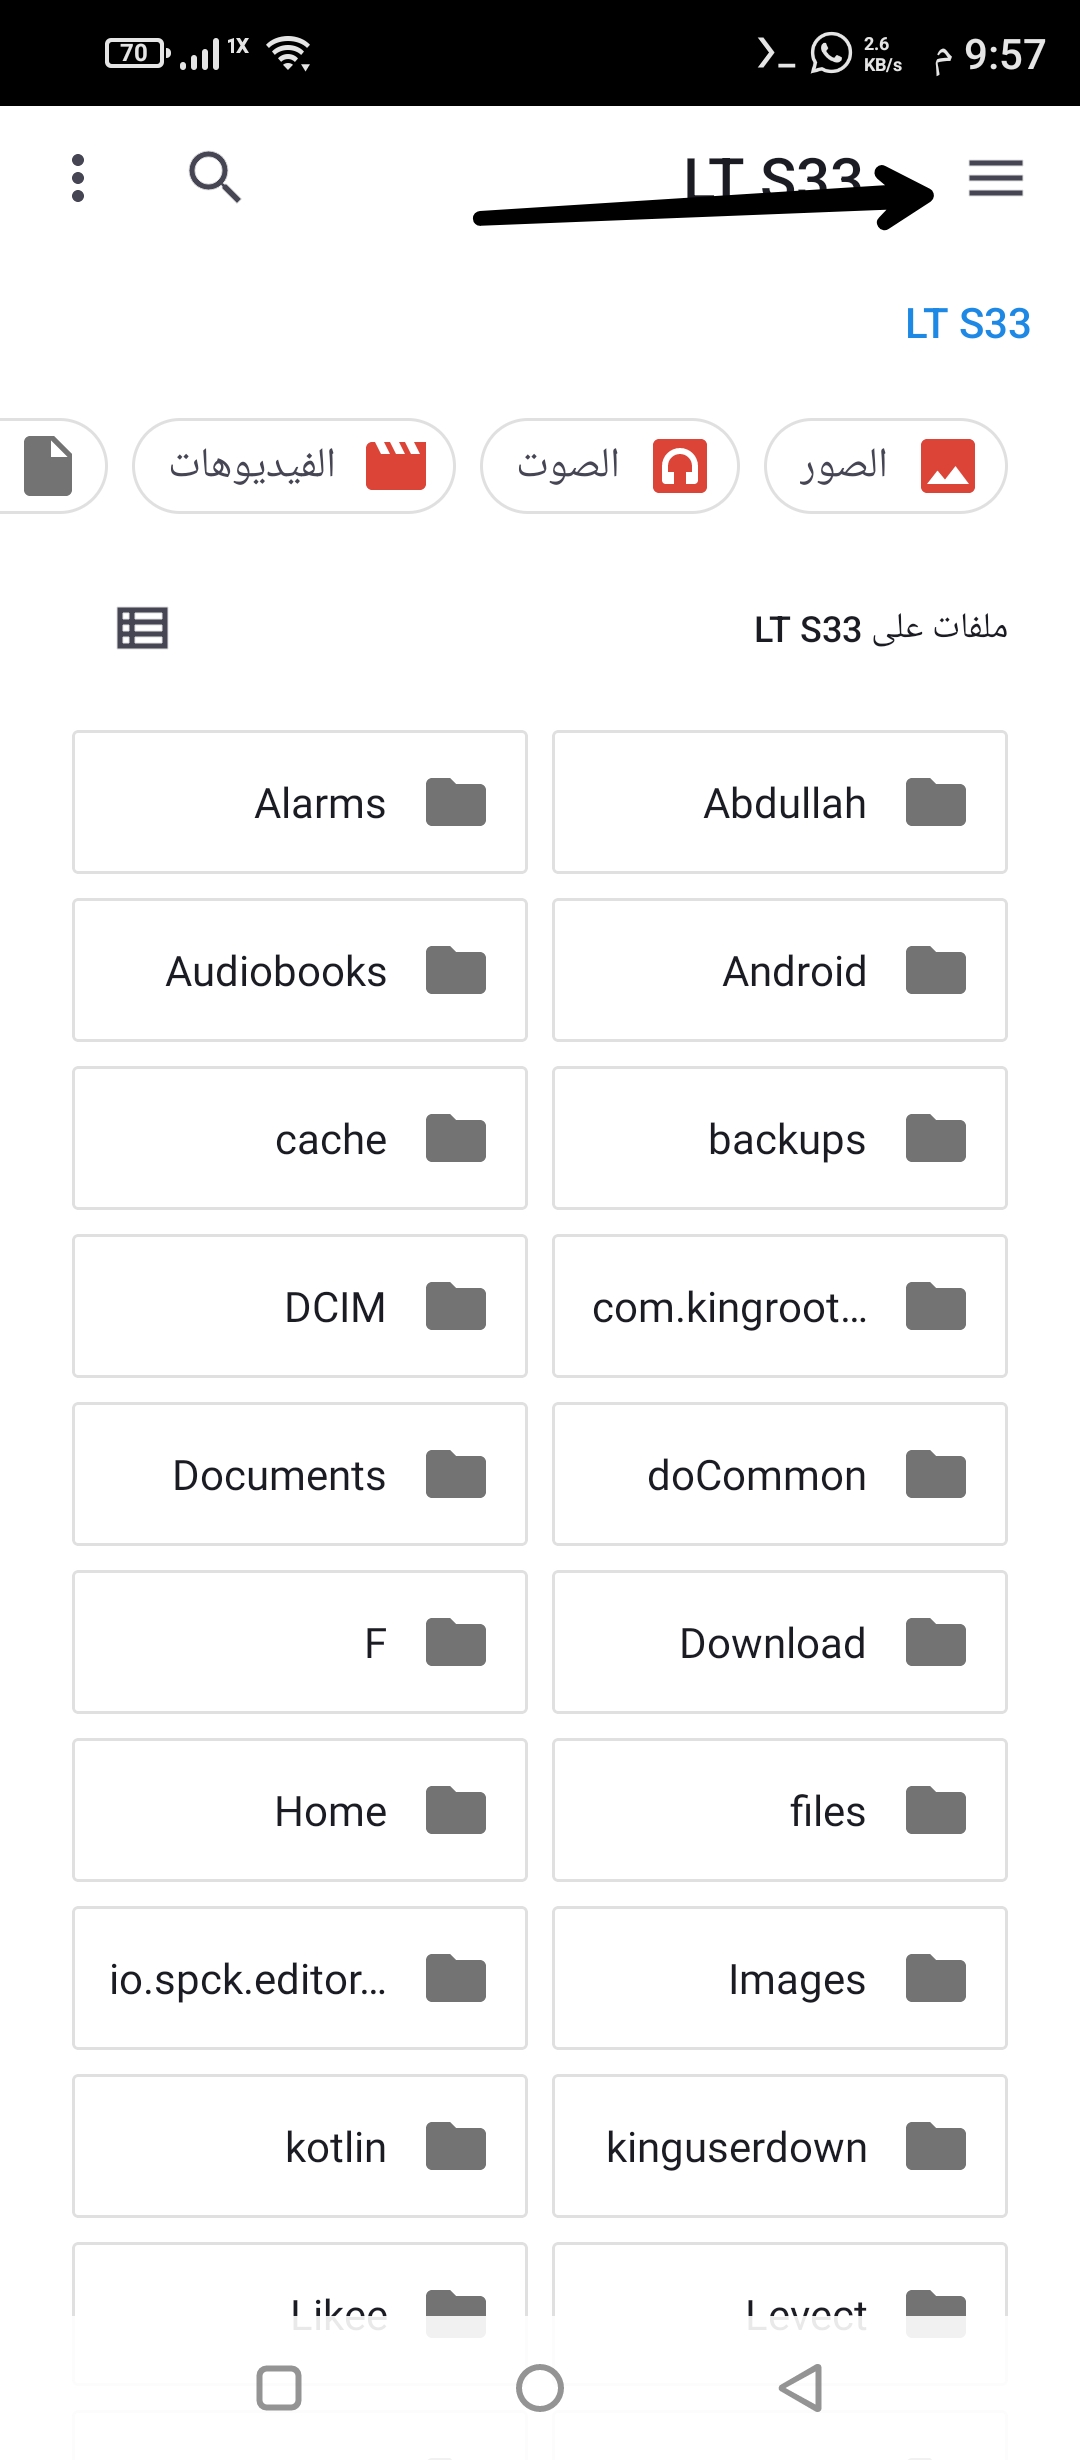 70 1X 2.6 KB/s م 9:57
LT S33
LT S33
الصور الصوت الفيديوهات
ملفات على LT S33
Abdullah Alarms
Android Audiobooks
backups cache
com.kingroot... DCIM
doCommon Documents
Download F
files Home
Images io.spck.editor...
kinguserdown kotlin
Levect Likee